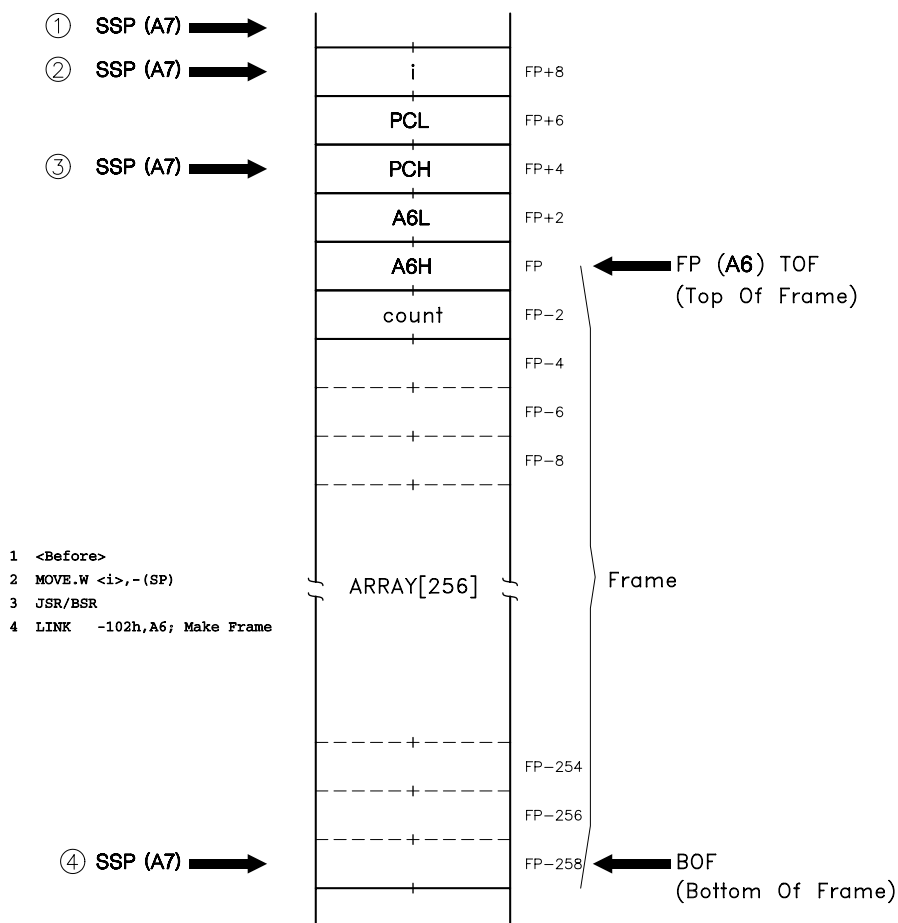 ① SSP (A7)
② SSP (A7)
i
FP+8
PCL
FP+6
③ SSP (A7)
PCH
FP+4
A6L
FP+2
A6H
FP
FP (A6) TOF
(Top Of Frame)
count
FP−2
FP−4
FP−6
FP−8
1 <Before>
2 MOVE.W <i>,-(SP)
3 JSR/BSR
4 LINK -102h,A6; Make Frame
ARRAY[256]
Frame
FP−254
FP−256
④ SSP (A7)
FP−258
BOF
(Bottom Of Frame)